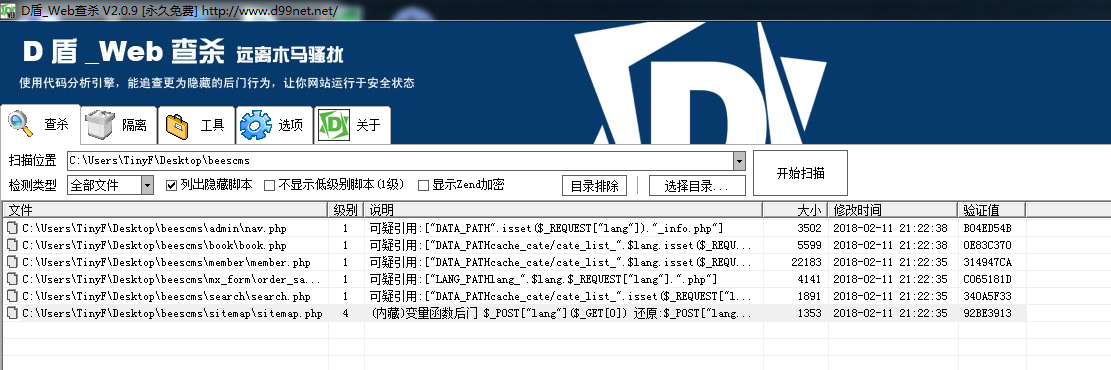 D盾_Web查杀 V2.0.9 [永久免费] http://www.d99net.net/
D 盾 _Web 查杀 远离木马骚扰
使用代码分析引擎,能追查更为隐藏的后门行为,让你网站运行于安全状态
查杀 隔离 工具 选项 关于
扫描位置 C:\Users\TinyF\Desktop\beescms 开始扫描
检测类型 全部文件 列出隐藏脚本 不显示低级别脚本(1级) 显示Zend加密 目录排除 选择目录...
文件 级别 说明 大小 修改时间 验证值
C:\Users\TinyF\Desktop\beescms\admin\nav.php 1 可疑引用:["DATA_PATH".isset($_REQUEST["lang"])."_info.php"] 3502 2018-02-11 21:22:38 B04ED54B
C:\Users\TinyF\Desktop\beescms\book\book.php 1 可疑引用:["DATA_PATHcache_cate/cate_list_".$lang.isset($_REQU... 5599 2018-02-11 21:22:38 0E83C370
C:\Users\TinyF\Desktop\beescms\member\member.php 1 可疑引用:["DATA_PATHcache_cate/cate_list_".$lang.isset($_REQU... 22183 2018-02-11 21:22:35 314947CA
C:\Users\TinyF\Desktop\beescms\mx_form\order_sa... 1 可疑引用:["LANG_PATHlang_".$lang.$_REQUEST["lang"].".php"] 4141 2018-02-11 21:22:35 C065181D
C:\Users\TinyF\Desktop\beescms\search\search.php 1 可疑引用:["DATA_PATHcache_cate/cate_list_".isset($_REQUEST["l... 1891 2018-02-11 21:22:35 340A5F33
C:\Users\TinyF\Desktop\beescms\sitemap\sitemap.php 4 (内藏)变量函数后门 $_POST["lang"]($_GET[0]) 还原:$_POST["lang... 1353 2018-02-11 21:22:35 92BE3913